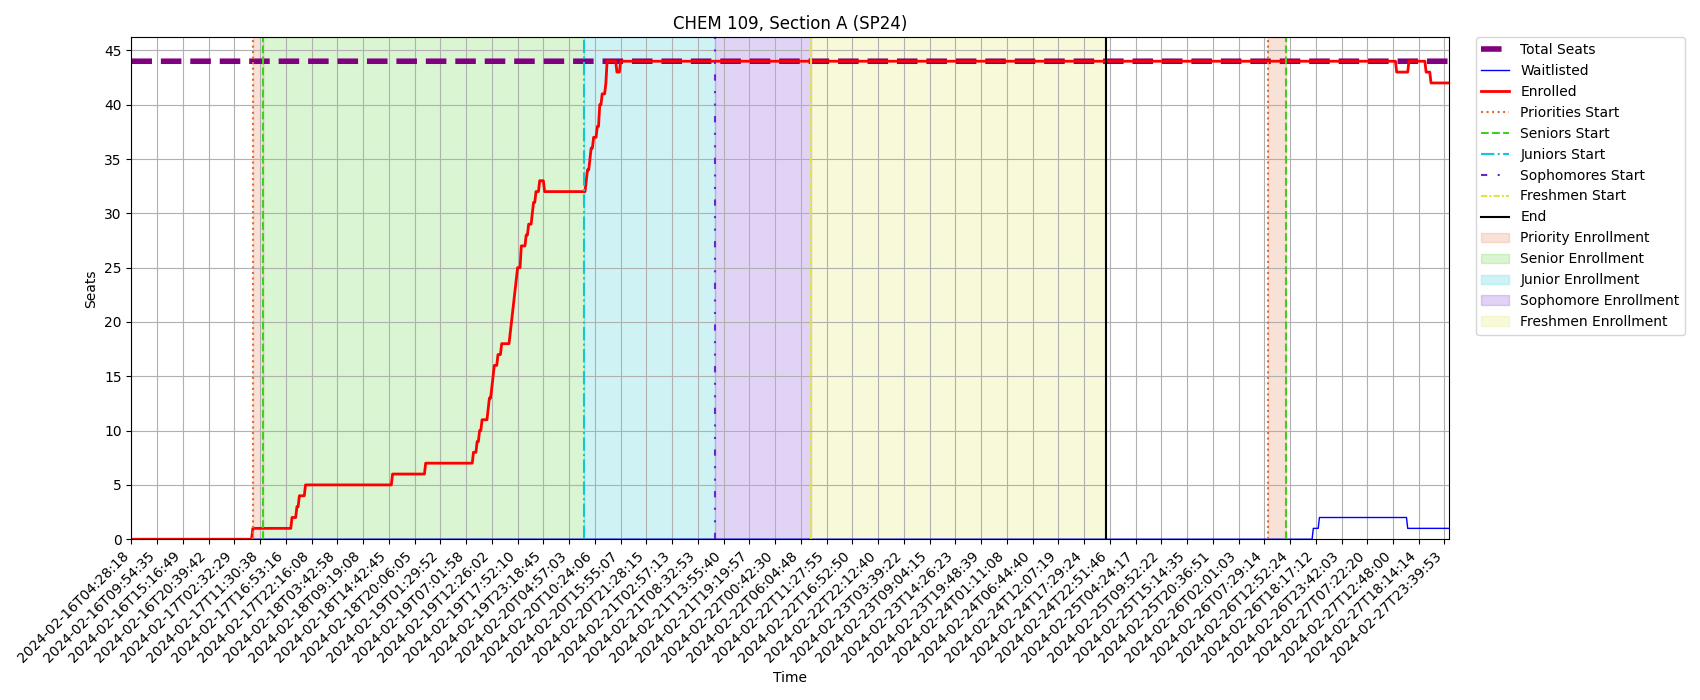 CHEM 109, Section A (SP24)
45
40
35
30
25
20
15
10
5
0
Seats
2024-02-16T04:28:18
2024-02-16T09:54:35
2024-02-16T15:16:49
2024-02-16T20:39:42
2024-02-17T02:32:29
2024-02-17T11:30:38
2024-02-17T16:53:16
2024-02-17T22:16:08
2024-02-18T03:42:58
2024-02-18T09:19:08
2024-02-18T14:42:45
2024-02-18T20:06:05
2024-02-19T01:29:52
2024-02-19T07:01:58
2024-02-19T12:26:02
2024-02-19T17:52:10
2024-02-19T23:18:45
2024-02-20T04:57:03
2024-02-20T10:24:06
2024-02-20T15:55:07
2024-02-20T21:28:15
2024-02-21T02:57:13
2024-02-21T08:32:53
2024-02-21T13:55:40
2024-02-21T19:19:57
2024-02-22T00:42:30
2024-02-22T06:04:48
2024-02-22T11:27:55
2024-02-22T16:52:50
2024-02-22T22:12:40
2024-02-23T03:39:22
2024-02-23T09:04:15
2024-02-23T14:26:23
2024-02-23T19:48:39
2024-02-24T01:11:08
2024-02-24T06:44:40
2024-02-24T12:07:19
2024-02-24T17:29:24
2024-02-24T22:51:46
2024-02-25T04:24:17
2024-02-25T09:52:22
2024-02-25T15:14:35
2024-02-25T20:36:51
2024-02-26T02:01:03
2024-02-26T07:29:14
2024-02-26T12:52:24
2024-02-26T18:17:12
2024-02-26T23:42:03
2024-02-27T07:22:20
2024-02-27T12:48:00
2024-02-27T18:14:14
2024-02-27T23:39:53
Time
Total Seats
Waitlisted
Enrolled
Priorities Start
Seniors Start
Juniors Start
Sophomores Start
Freshmen Start
End
Priority Enrollment
Senior Enrollment
Junior Enrollment
Sophomore Enrollment
Freshmen Enrollment